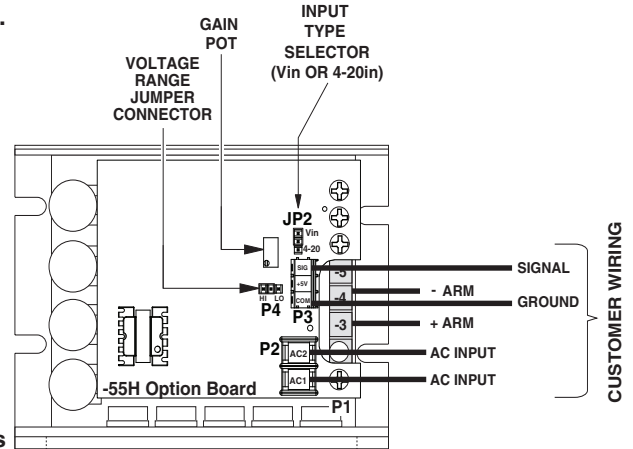 .
GAIN
POT
INPUT
TYPE
SELECTOR
(Vin OR 4-20in)
VOLTAGE
RANGE
JUMPER
CONNECTOR
JP2
Vin
4-20
SIG
+5V
COM
HI LO
P4
P3
-5
-4
-3
SIGNAL
- ARM
GROUND
+ ARM
P2
AC2
AC INPUT
AC1
AC INPUT
-55H Option Board
P1
CUSTOMER WIRING
s